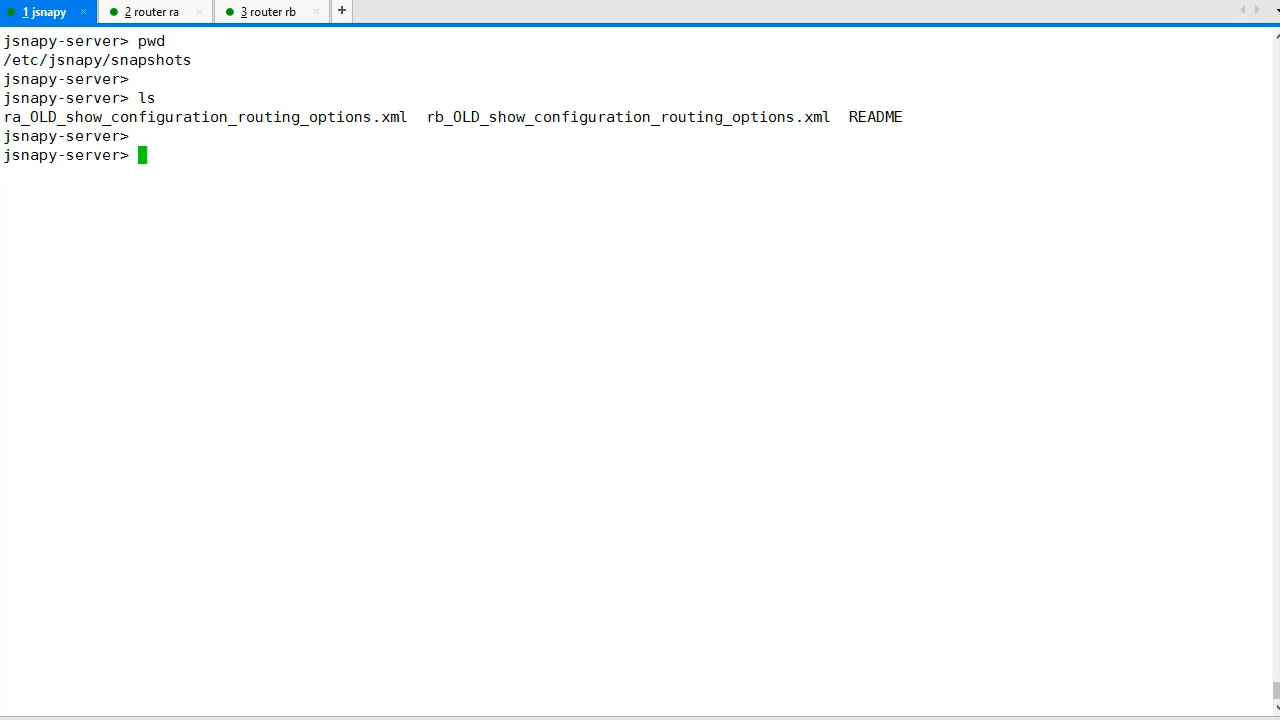 1 jsnapy × 2 router ra × 3 router rb × +
jsnapy-server> pwd
/etc/jsnapy/snapshots
jsnapy-server>
jsnapy-server> ls
ra_OLD_show_configuration_routing_options.xml  rb_OLD_show_configuration_routing_options.xml  README
jsnapy-server>
jsnapy-server>